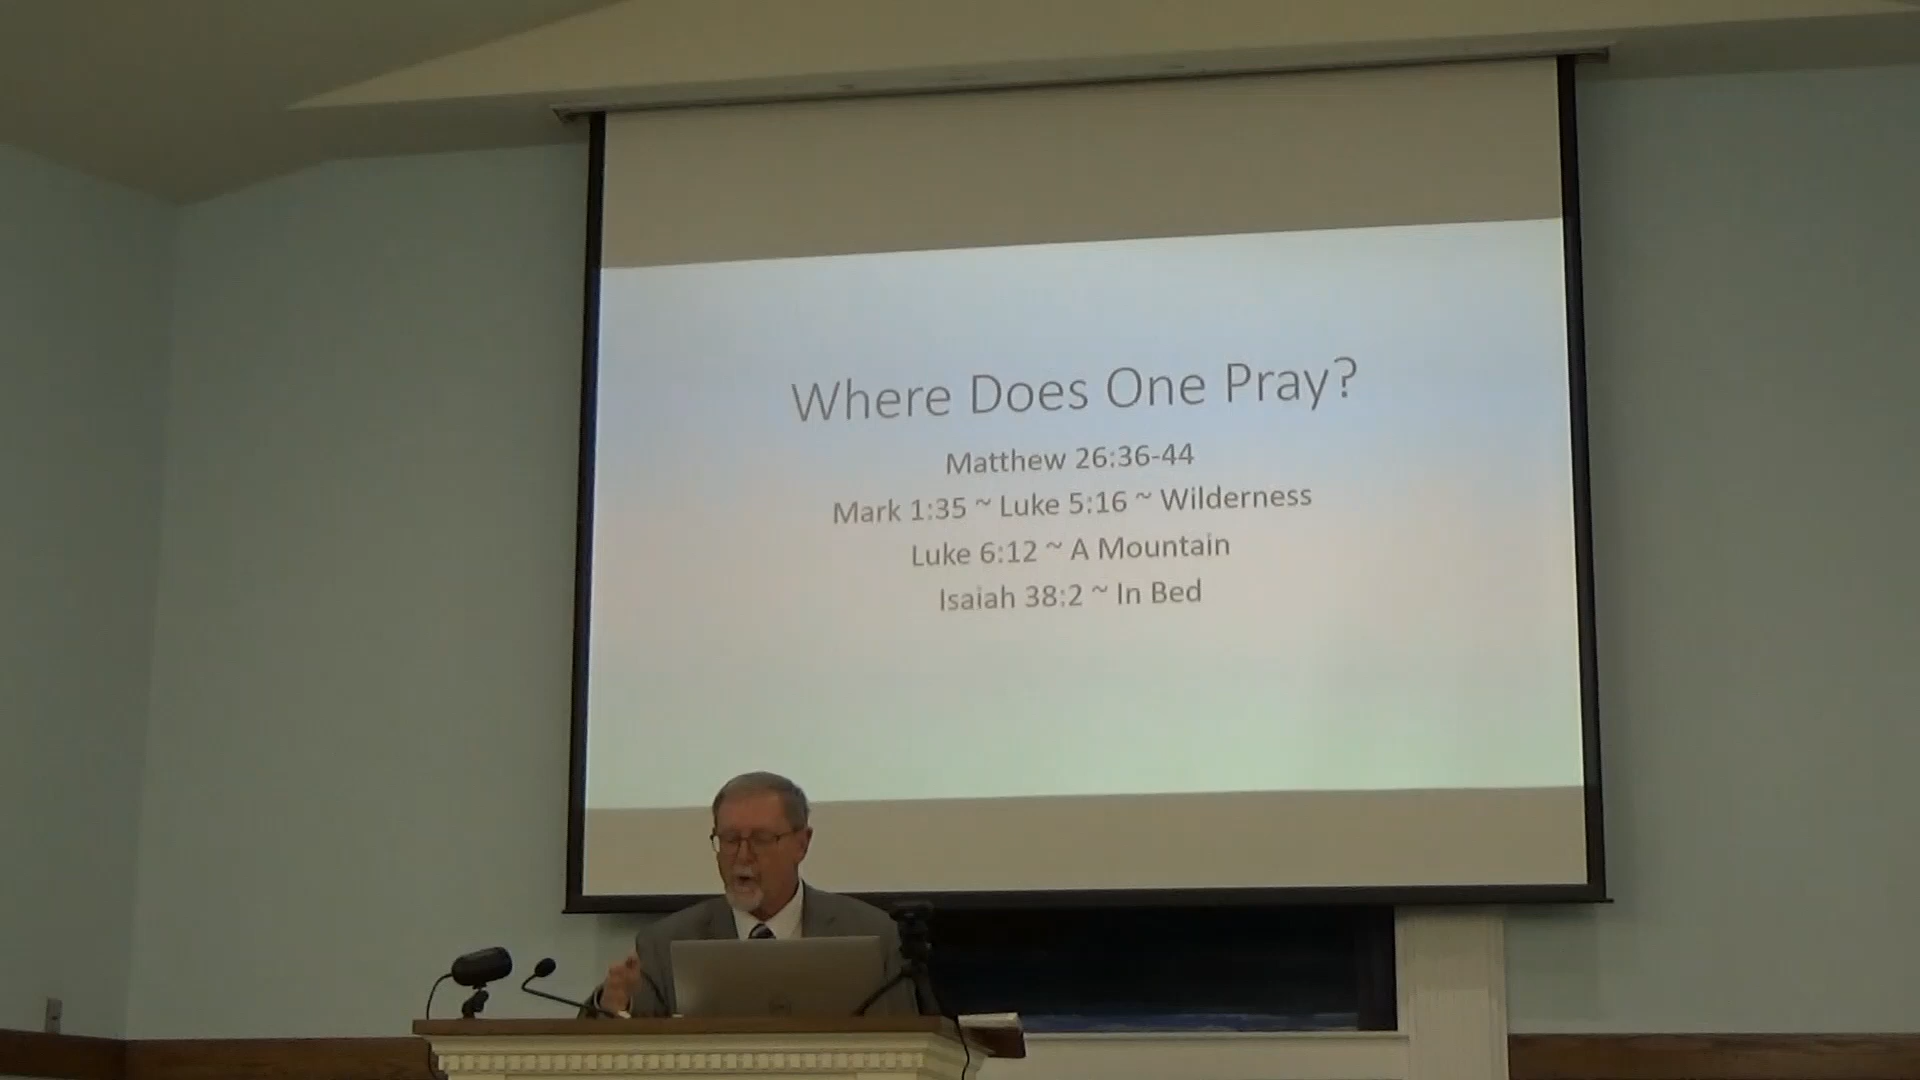 Where Does One Pray?
Matthew 26:36-44
Mark 1:35 ~ Luke 5:16 ~ Wilderness
Luke 6:12 ~ A Mountain
Isaiah 38:2 ~ In Bed